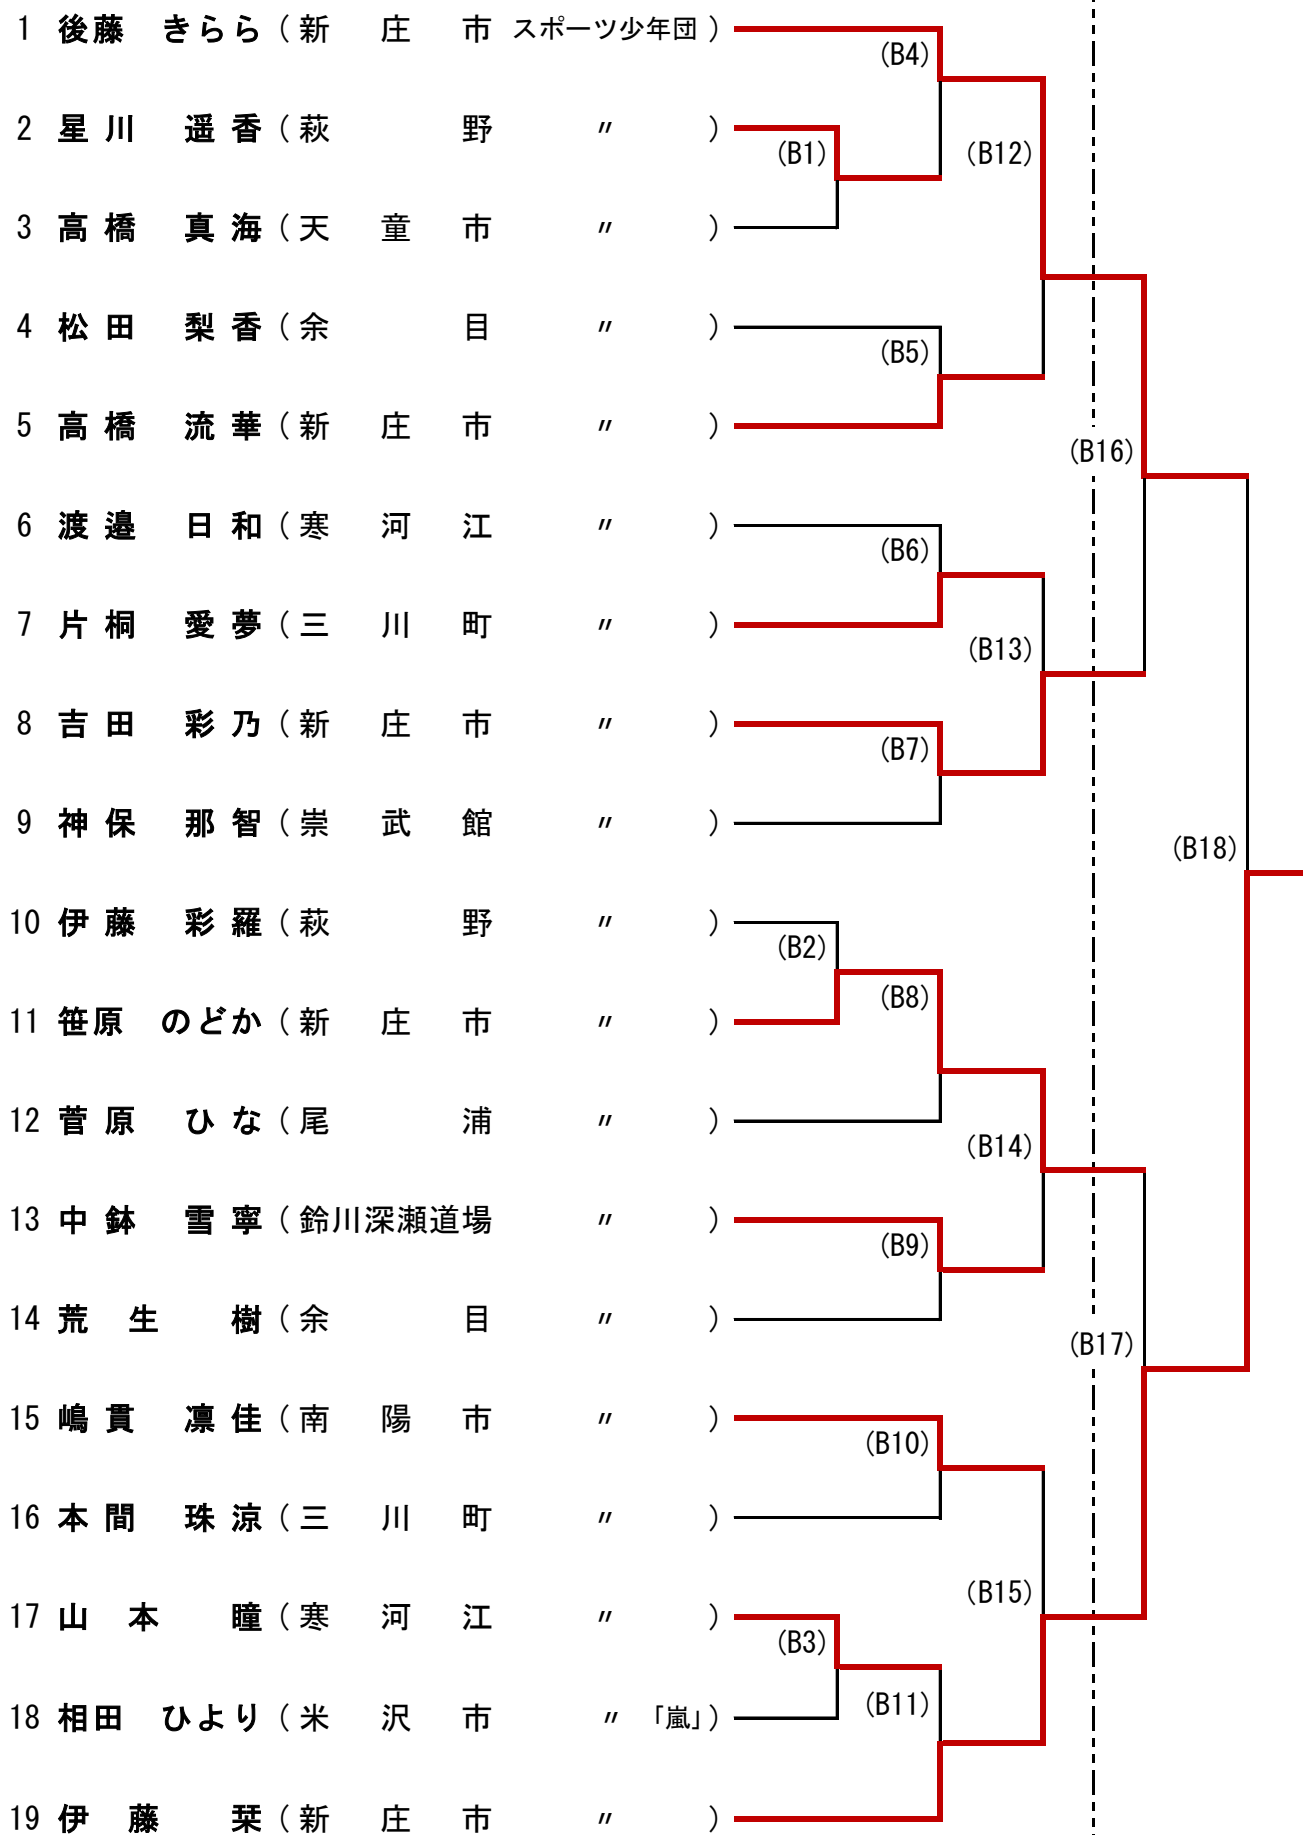 1 後藤 きらら (新 庄 市 スポーツ少年団)
(B4)
2 星川 遥香 (萩 野 〃 )
(B1) (B12)
3 高橋 真海 (天 童 市 〃 )
4 松田 梨香 (余 目 〃 )
(B5)
5 高橋 流華 (新 庄 市 〃 )
(B16)
6 渡邉 日和 (寒 河 江 〃 )
(B6)
7 片桐 愛夢 (三 川 町 〃 )
(B13)
8 吉田 彩乃 (新 庄 市 〃 )
(B7)
9 神保 那智 (崇 武 館 〃 )
(B18)
10 伊藤 彩羅 (萩 野 〃 )
(B2)
(B8)
11 笹原 のどか (新 庄 市 〃 )
12 菅原 ひな (尾 浦 〃 )
(B14)
13 中鉢 雪寧 (鈴川深瀬道場 〃 )
(B9)
14 荒生 樹 (余 目 〃 )
(B17)
15 嶋貫 凛佳 (南 陽 市 〃 )
(B10)
16 本間 珠涼 (三 川 町 〃 )
(B15)
17 山本 瞳 (寒 河 江 〃 )
(B3)
(B11)
18 相田 ひより (米 沢 市 〃 「嵐」)
19 伊藤 栞 (新 庄 市 〃 )